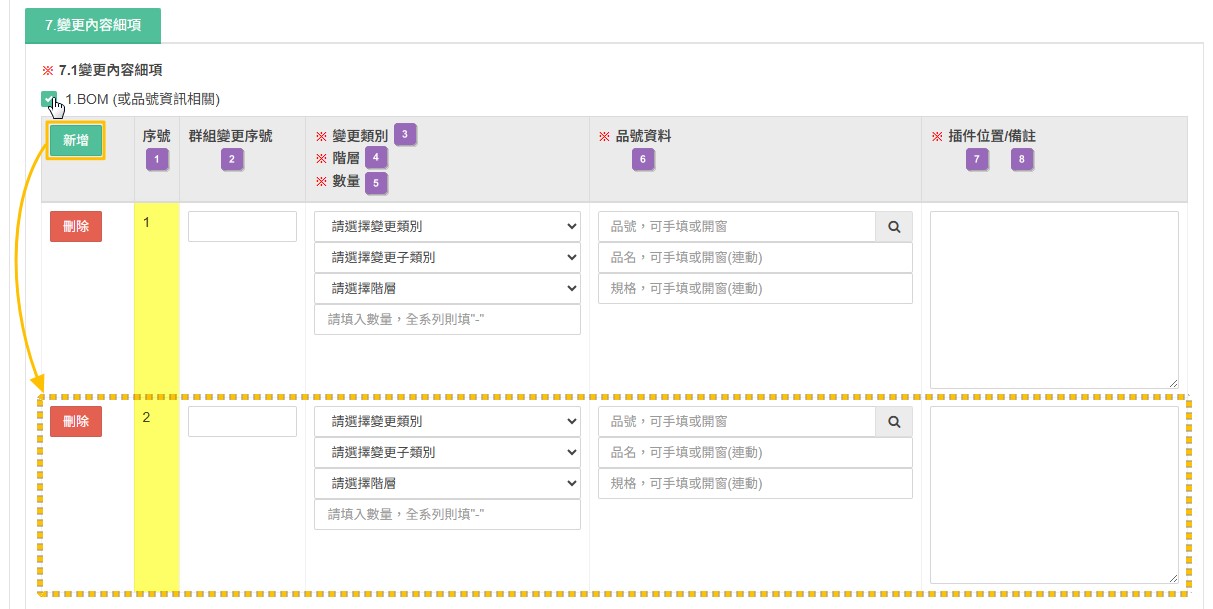 7.變更內容細項
※ 7.1變更內容細項
1.BOM (或品號資訊相關)
新增
序號
1
群組變更序號
2
※ 變更類別 3
※ 階層 4
※ 數量 5
※ 品號資料
6
※ 插件位置/備註
7 8
刪除
1
請選擇變更類別
請選擇變更子類別
請選擇階層
請填入數量，全系列則填"-"
品號，可手填或開窗
品名，可手填或開窗(連動)
規格，可手填或開窗(連動)
刪除
2
請選擇變更類別
請選擇變更子類別
請選擇階層
請填入數量，全系列則填"-"
品號，可手填或開窗
品名，可手填或開窗(連動)
規格，可手填或開窗(連動)